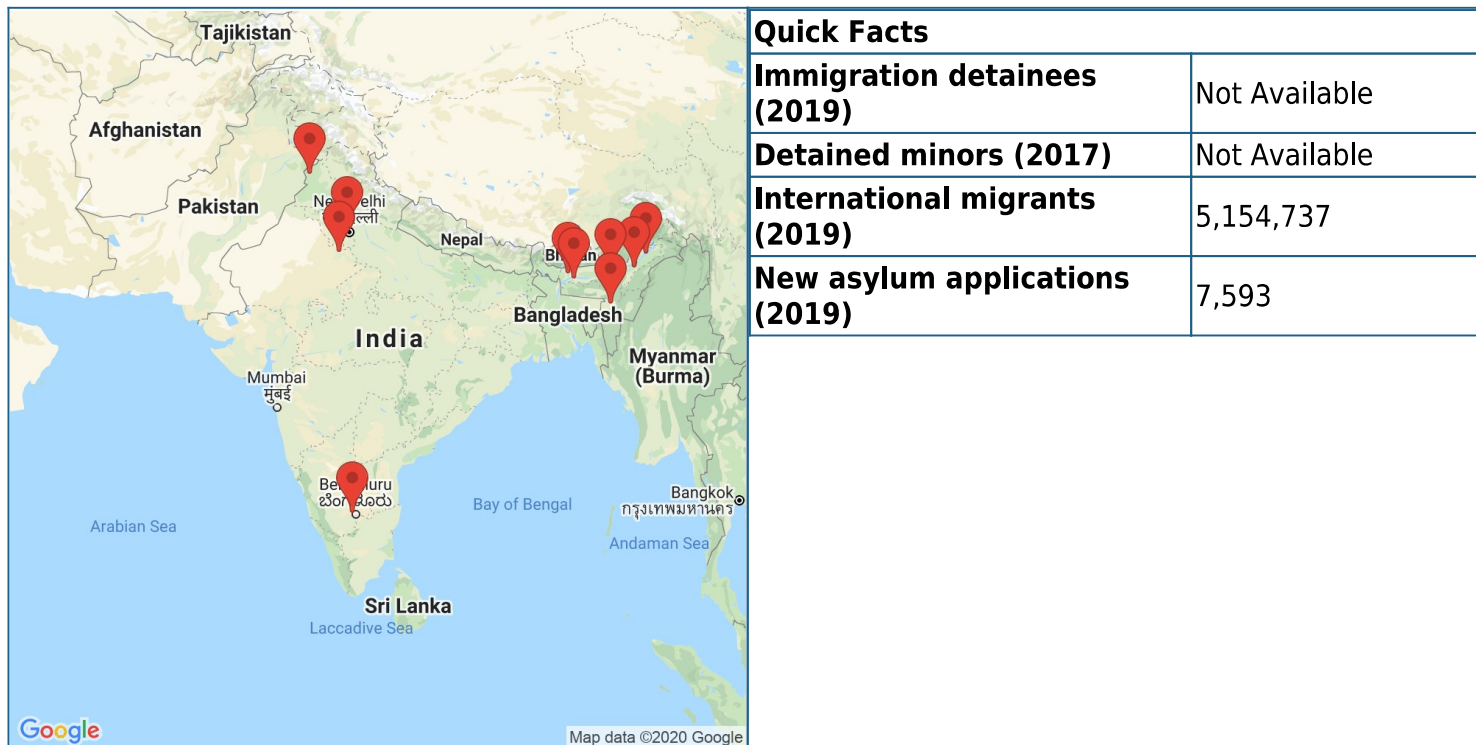 Tajikistan
Afghanistan
Pakistan
Nepal
Bangladesh
India
Myanmar
(Burma)
Mumbai
मुंबई
Bay of Bengal
Bangkok
กรุงเทพมหานคร
Arabian Sea
Andaman Sea
Sri Lanka
Laccadive Sea
Google
Map data ©2020 Google
Quick Facts
Immigration detainees
(2019)
Not Available
Detained minors (2017)
Not Available
International migrants
(2019)
5,154,737
New asylum applications
(2019)
7,593